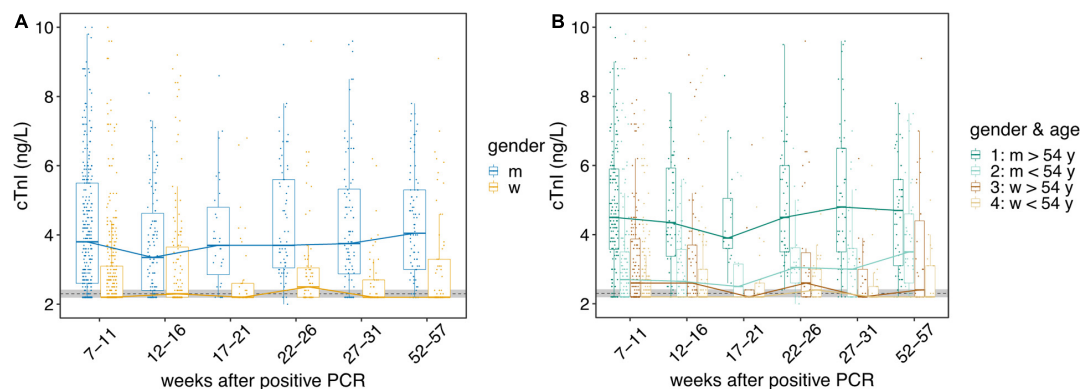 A
10
8
6
4
2
cTnI (ng/L)
7−11
12−16
17−21
22−26
27−31
52−57
weeks after positive PCR
gender
m
w
B
10
8
6
4
2
cTnI (ng/L)
7−11
12−16
17−21
22−26
27−31
52−57
weeks after positive PCR
gender & age
1: m > 54 y
2: m < 54 y
3: w > 54 y
4: w < 54 y